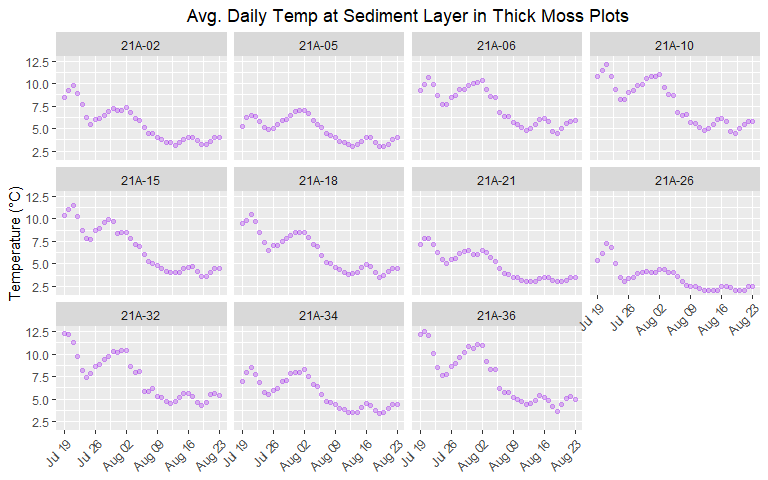 Avg. Daily Temp at Sediment Layer in Thick Moss Plots
21A-02 21A-05 21A-06 21A-10
12.5
10.0
7.5
5.0
2.5
21A-15 21A-18 21A-21 21A-26
12.5
10.0
7.5
5.0
2.5
Temperature (°C)
Jul 19 Jul 26 Aug 02 Aug 09 Aug 16 Aug 23
21A-32 21A-34 21A-36
12.5
10.0
7.5
5.0
2.5
Jul 19 Jul 26 Aug 02 Aug 09 Aug 16 Aug 23 Jul 19 Jul 26 Aug 02 Aug 09 Aug 16 Aug 23 Jul 19 Jul 26 Aug 02 Aug 09 Aug 16 Aug 23